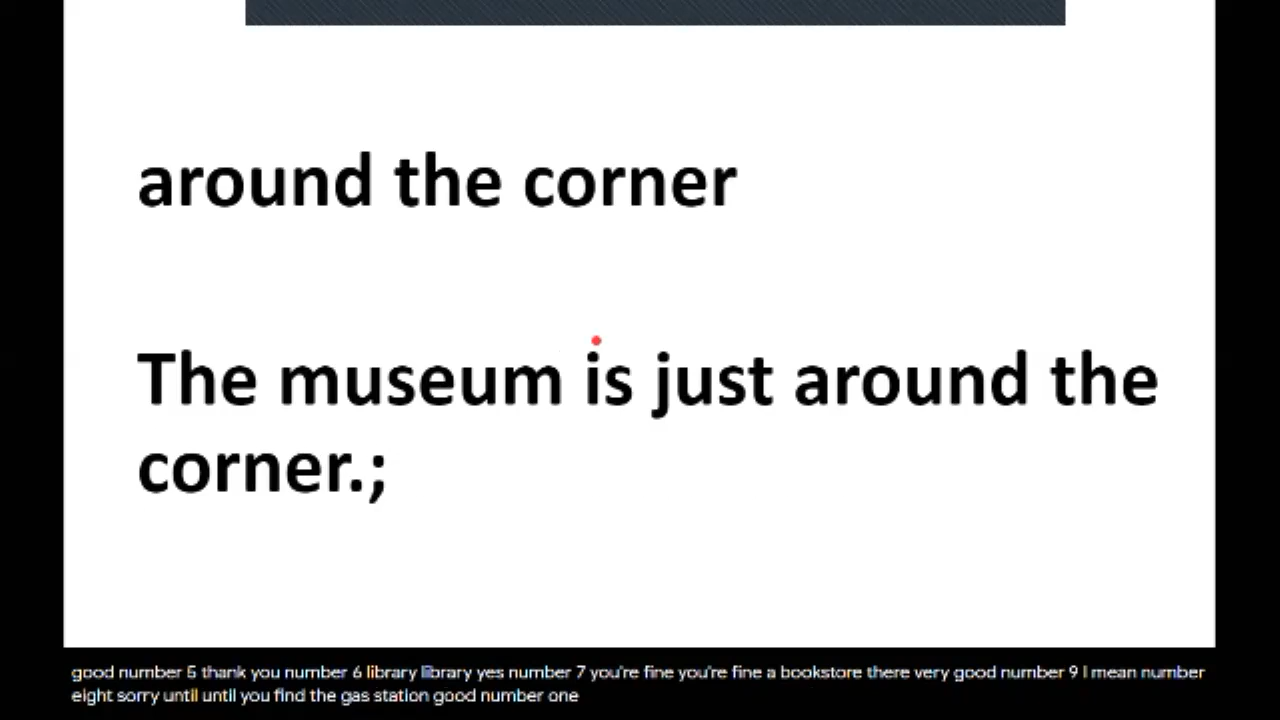 around the corner
The museum is just around the
corner.;
good number 5 thank you number 6 library library yes number 7 you're fine you're fine a bookstore there very good number 9 I mean number
eight sorry until until you find the gas station good number one